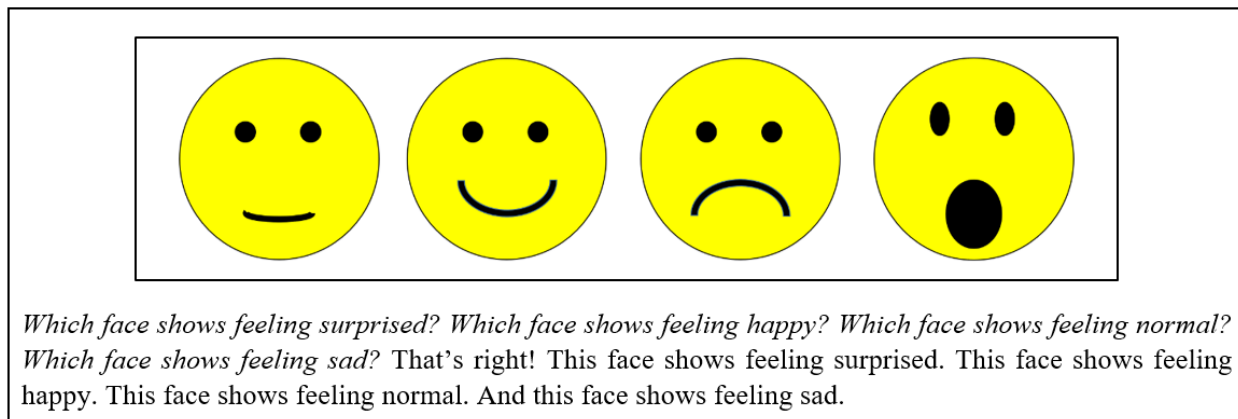 Which face shows feeling surprised? Which face shows feeling happy? Which face shows feeling normal?
Which face shows feeling sad? That’s right! This face shows feeling surprised. This face shows feeling
happy. This face shows feeling normal. And this face shows feeling sad.